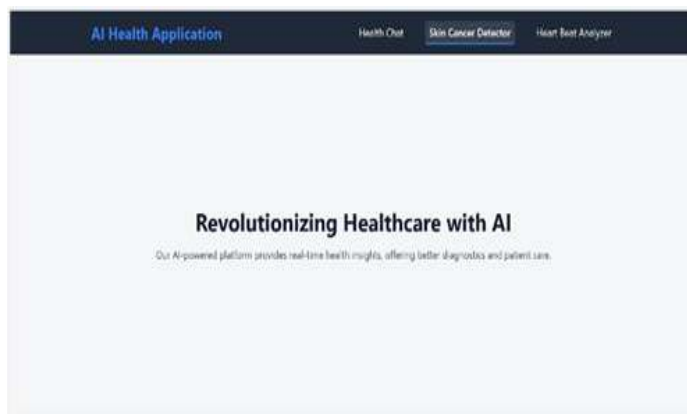 AI Health Application
Health Chat
Skin Cancer Detector
Heart Beat Analyzer
Revolutionizing Healthcare with AI
Our AI-powered platform provides real-time health insights, offering better diagnostics and patient care.